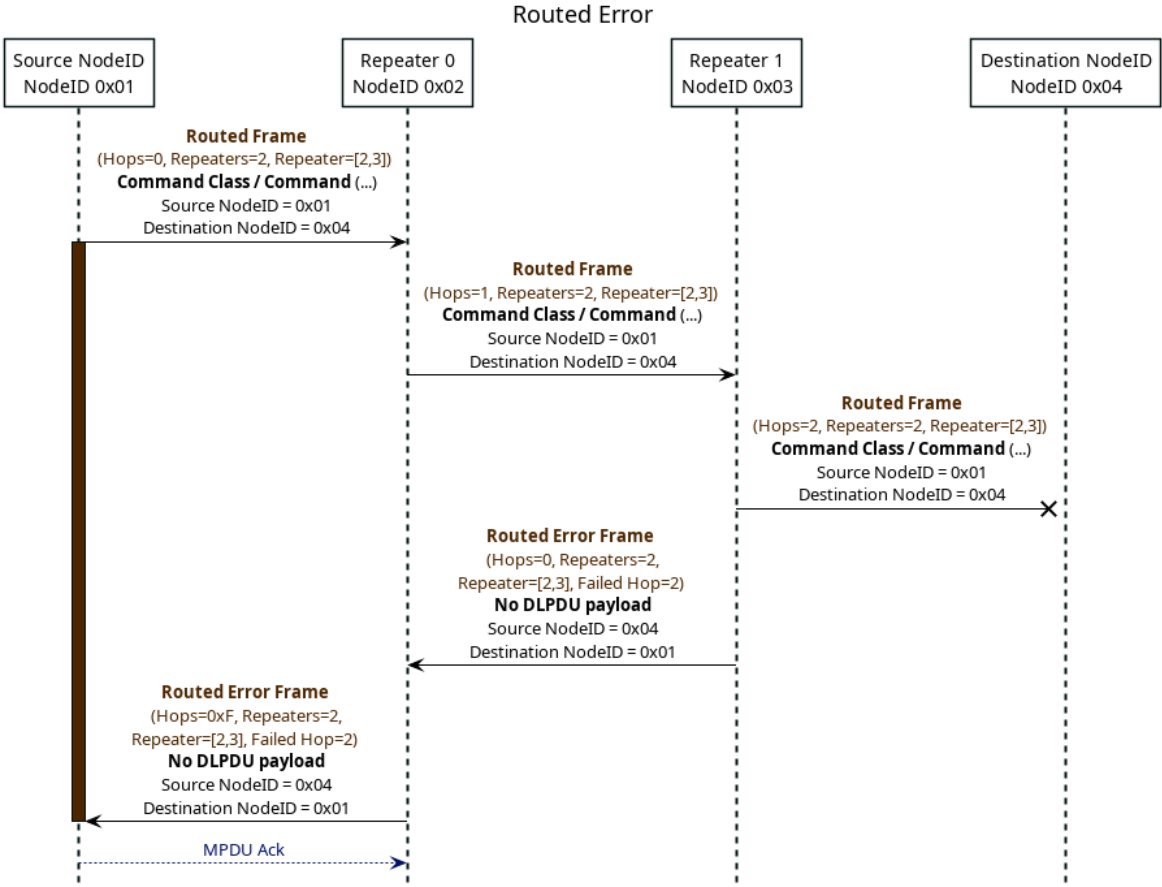 Routed Error
Source NodeID
NodeID 0x01
Repeater 0
NodeID 0x02
Repeater 1
NodeID 0x03
Destination NodeID
NodeID 0x04
Routed Frame
(Hops=0, Repeaters=2, Repeater=[2,3])
Command Class / Command (...)
Source NodeID = 0x01
Destination NodeID = 0x04
Routed Frame
(Hops=1, Repeaters=2, Repeater=[2,3])
Command Class / Command (...)
Source NodeID = 0x01
Destination NodeID = 0x04
Routed Frame
(Hops=2, Repeaters=2, Repeater=[2,3])
Command Class / Command (...)
Source NodeID = 0x01
Destination NodeID = 0x04
Routed Error Frame
(Hops=0, Repeaters=2,
Repeater=[2,3], Failed Hop=2)
No DLPDU payload
Source NodeID = 0x04
Destination NodeID = 0x01
Routed Error Frame
(Hops=0xF, Repeaters=2,
Repeater=[2,3], Failed Hop=2)
No DLPDU payload
Source NodeID = 0x04
Destination NodeID = 0x01
MPDU Ack